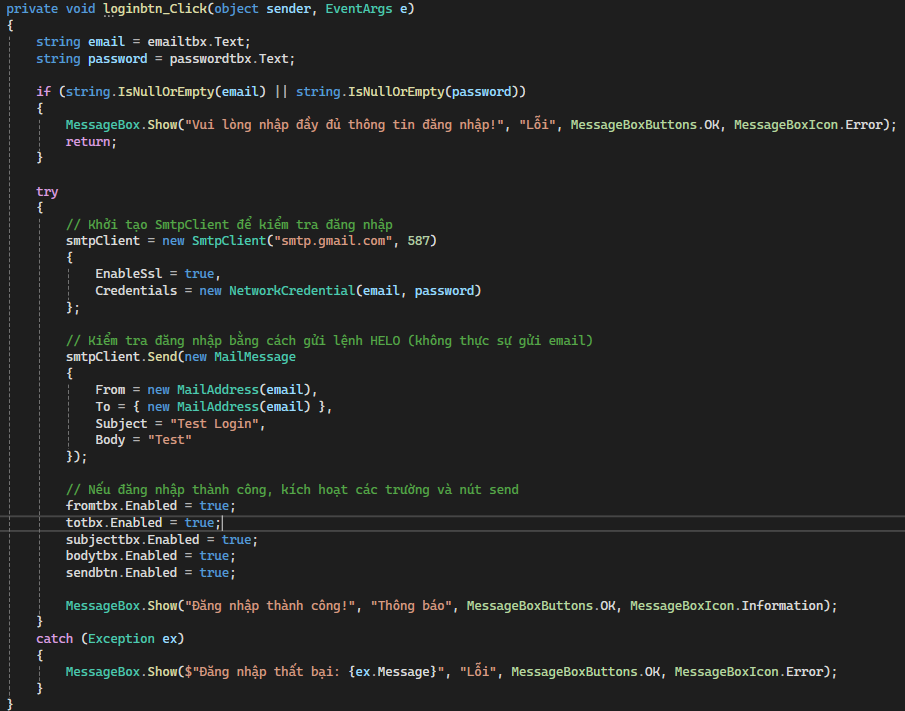 private void loginbtn_Click(object sender, EventArgs e)
{
string email = emailtbx.Text;
string password = passwordtbx.Text;
if (string.IsNullOrEmpty(email) || string.IsNullOrEmpty(password))
{
MessageBox.Show("Vui lòng nhập đầy đủ thông tin đăng nhập!", "Lỗi", MessageBoxButtons.OK, MessageBoxIcon.Error);
return;
}
try
{
// Khởi tạo SmtpClient để kiểm tra đăng nhập
smtpClient = new SmtpClient("smtp.gmail.com", 587)
{
EnableSsl = true,
Credentials = new NetworkCredential(email, password)
};
// Kiểm tra đăng nhập bằng cách gửi lệnh HELO (không thực sự gửi email)
smtpClient.Send(new MailMessage
{
From = new MailAddress(email),
To = { new MailAddress(email) },
Subject = "Test Login",
Body = "Test"
});
// Nếu đăng nhập thành công, kích hoạt các trường và nút send
fromtbx.Enabled = true;
totbx.Enabled = true;
subjecttbx.Enabled = true;
bodytbx.Enabled = true;
sendbtn.Enabled = true;
MessageBox.Show("Đăng nhập thành công!", "Thông báo", MessageBoxButtons.OK, MessageBoxIcon.Information);
}
catch (Exception ex)
{
MessageBox.Show($"Đăng nhập thất bại: {ex.Message}", "Lỗi", MessageBoxButtons.OK, MessageBoxIcon.Error);
}
}